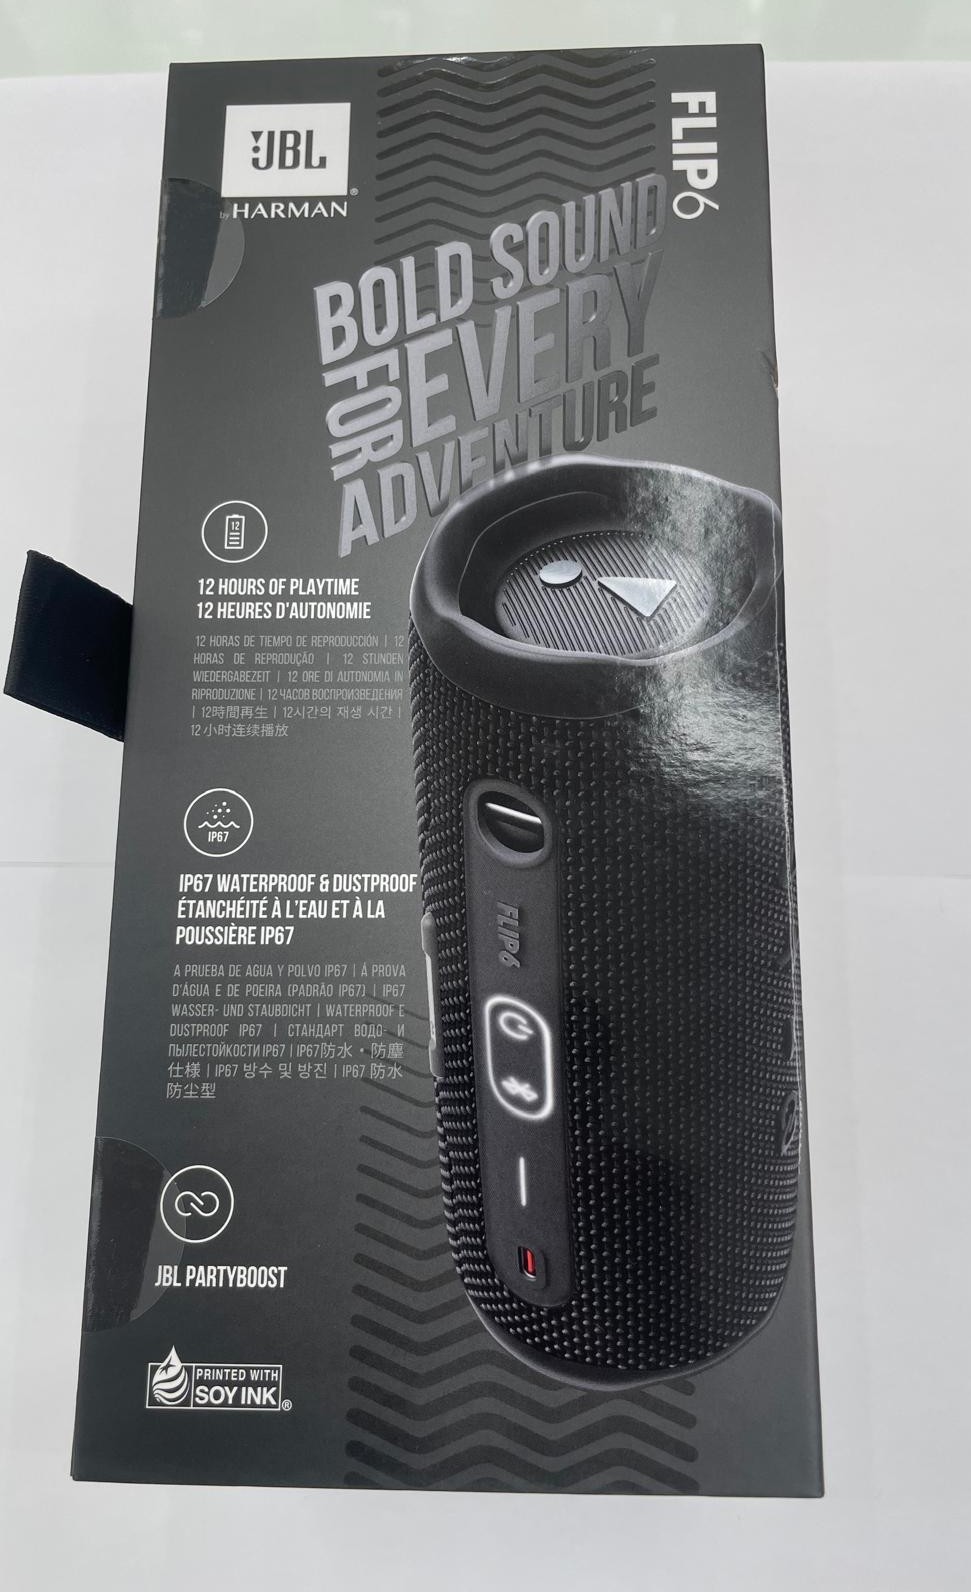 JBL
by HARMAN®
FLIP6
BOLD SOUND
FOR EVERY
ADVENTURE
12
12 HOURS OF PLAYTIME
12 HEURES D'AUTONOMIE
12 HORAS DE TIEMPO DE REPRODUCCIÓN | 12
HORAS DE REPRODUÇÃO | 12 STUNDEN
WIEDERGABEZEIT | 12 ORE DI AUTONOMIA IN
RIPRODUZIONE | 12 ЧАСОВ ВОСПРОИЗВЕДЕНИЯ
| 12時間再生 | 12시간의 재생 시간 |
12 小时连续播放
IP67
IP67 WATERPROOF & DUSTPROOF
ÉTANCHÉITÉ À L'EAU ET À LA
POUSSIÈRE IP67
A PRUEBA DE AGUA Y POLVO IP67 | À PROVA
D'ÁGUA E DE POEIRA (PADRÃO IP67) | IP67
WASSER- UND STAUBDICHT | WATERPROOF E
DUSTPROOF IP67 | СТАНДАРТ ВОДО- И
ПЫЛЕСТОЙКОСТИ IP67 | IP67防水・防塵
仕様 | IP67 방수 및 방진 | IP67 防水
防尘型
FLIP6
JBL PARTYBOOST
PRINTED WITH
SOY INK®